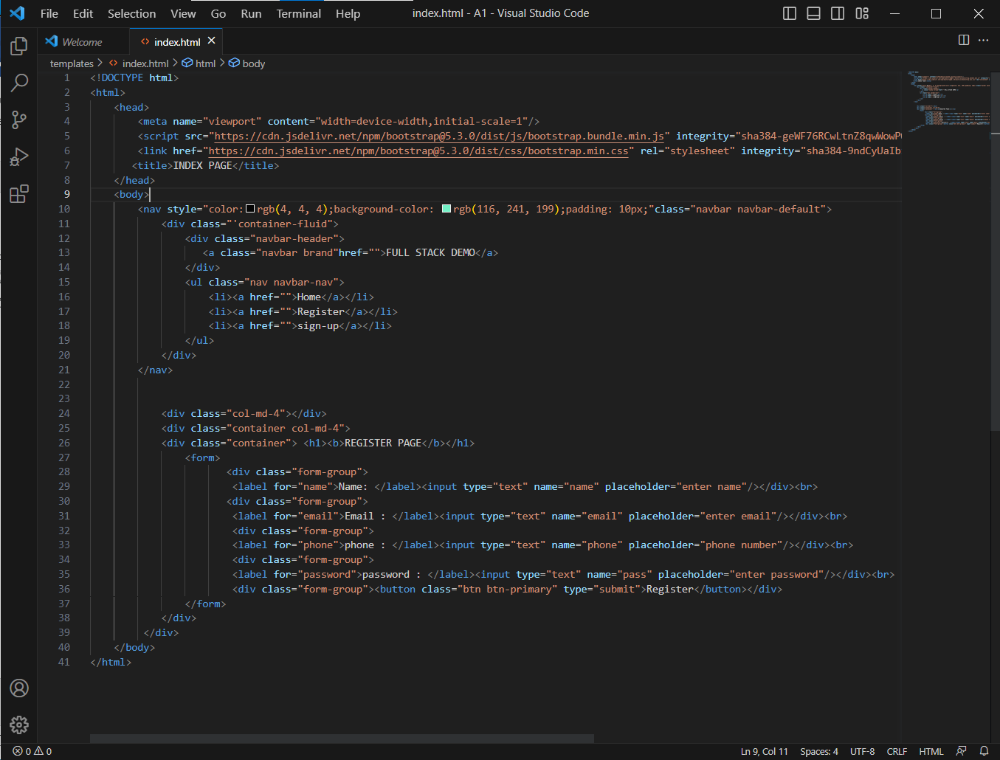 File Edit Selection View Go Run Terminal Help index.html - A1 - Visual Studio Code
Welcome index.html
templates > index.html > html > body
1 <!DOCTYPE html>
2 <html>
3 <head>
4 <meta name="viewport" content="width=device-width,initial-scale=1"/>
5 <script src="https://cdn.jsdelivr.net/npm/bootstrap@5.3.0/dist/js/bootstrap.bundle.min.js" integrity="sha384-geWF76RCwLtnZ8qwWowPQ
6 <link href="https://cdn.jsdelivr.net/npm/bootstrap@5.3.0/dist/css/bootstrap.min.css" rel="stylesheet" integrity="sha384-9ndCyUaIb
7 <title>INDEX PAGE</title>
8 </head>
9 <body>
10 <nav style="color:rgb(4, 4, 4);background-color: rgb(116, 241, 199);padding: 10px;"class="navbar navbar-default">
11 <div class="'container-fluid">
12 <div class="navbar-header">
13 <a class="navbar brand"href="">FULL STACK DEMO</a>
14 </div>
15 <ul class="nav navbar-nav">
16 <li><a href="">Home</a></li>
17 <li><a href="">Register</a></li>
18 <li><a href="">sign-up</a></li>
19 </ul>
20 </div>
21 </nav>
22
23
24 <div class="col-md-4"></div>
25 <div class="container col-md-4">
26 <div class="container"> <h1><b>REGISTER PAGE</b></h1>
27 <form>
28 <div class="form-group">
29 <label for="name">Name: </label><input type="text" name="name" placeholder="enter name"/></div><br>
30 <div class="form-group">
31 <label for="email">Email : </label><input type="text" name="email" placeholder="enter email"/></div><br>
32 <div class="form-group">
33 <label for="phone">phone : </label><input type="text" name="phone" placeholder="phone number"/></div><br>
34 <div class="form-group">
35 <label for="password">password : </label><input type="text" name="pass" placeholder="enter password"/></div><br>
36 <div class="form-group"><button class="btn btn-primary" type="submit">Register</button></div>
37 </form>
38 </div>
39 </div>
40 </body>
41 </html>
0 0 Ln 9, Col 11 Spaces: 4 UTF-8 CRLF HTML